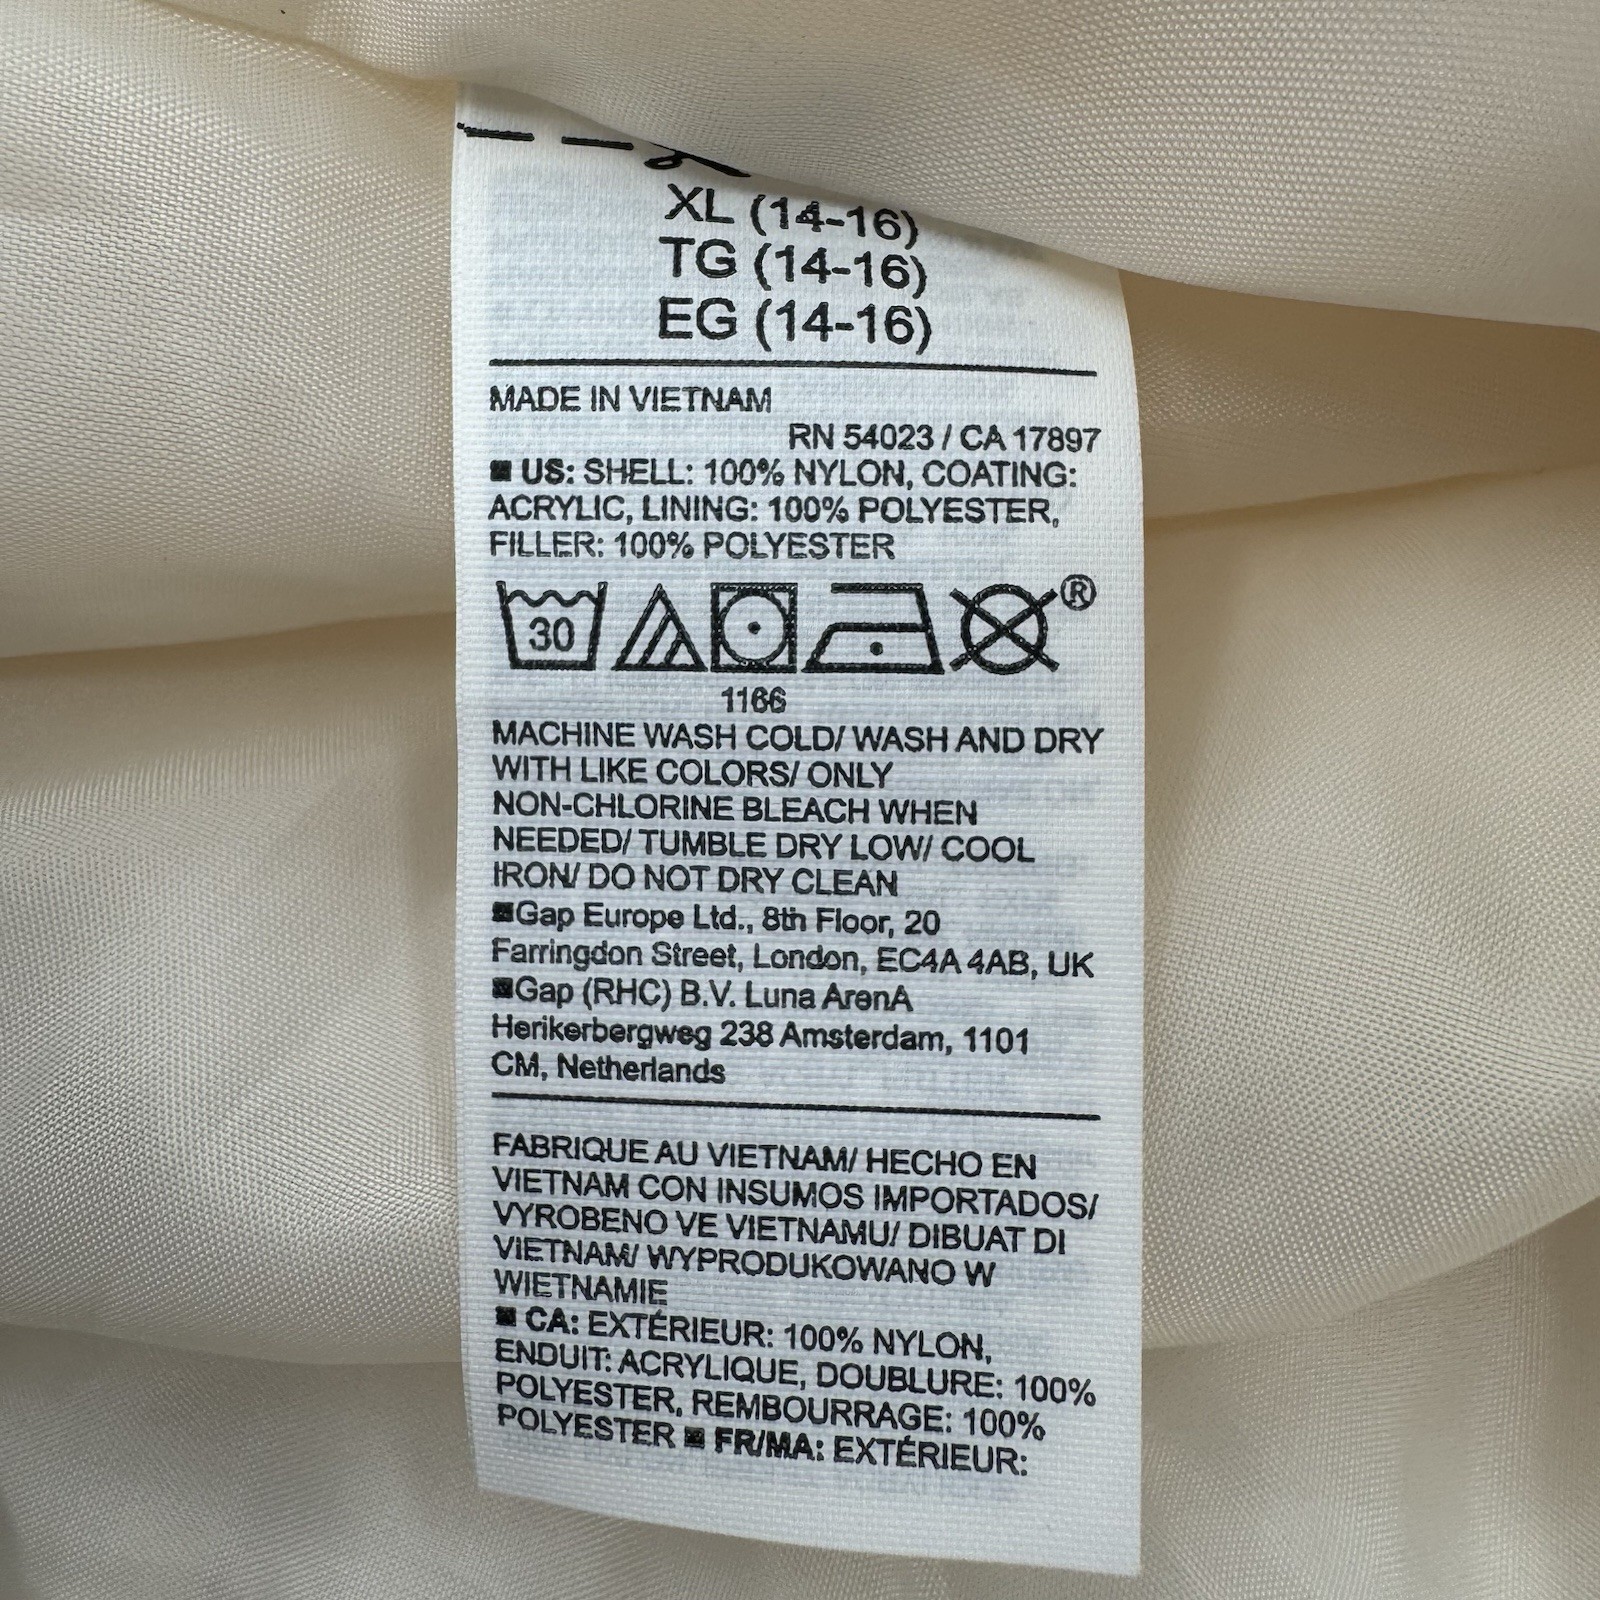 XL (14-16)
TG (14-16)
EG (14-16)
MADE IN VIETNAM
RN 54023 / CA 17897
■ US: SHELL: 100% NYLON, COATING:
ACRYLIC, LINING: 100% POLYESTER,
FILLER: 100% POLYESTER
30
®
1166
MACHINE WASH COLD/ WASH AND DRY
WITH LIKE COLORS/ ONLY
NON-CHLORINE BLEACH WHEN
NEEDED/ TUMBLE DRY LOW/ COOL
IRON/ DO NOT DRY CLEAN
■Gap Europe Ltd., 8th Floor, 20
Farringdon Street, London, EC4A 4AB, UK
■Gap (RHC) B.V. Luna ArenA
Herikerbergweg 238 Amsterdam, 1101
CM, Netherlands
FABRIQUE AU VIETNAM/ HECHO EN
VIETNAM CON INSUMOS IMPORTADOS/
VYROBENO VE VIETNAMU/ DIBUAT DI
VIETNAM/ WYPRODUKOWANO W
WIETNAMIE
■ CA: EXTÉRIEUR: 100% NYLON,
ENDUIT: ACRYLIQUE, DOUBLURE: 100%
POLYESTER, REMBOURRAGE: 100%
POLYESTER ■ FR/MA: EXTÉRIEUR: